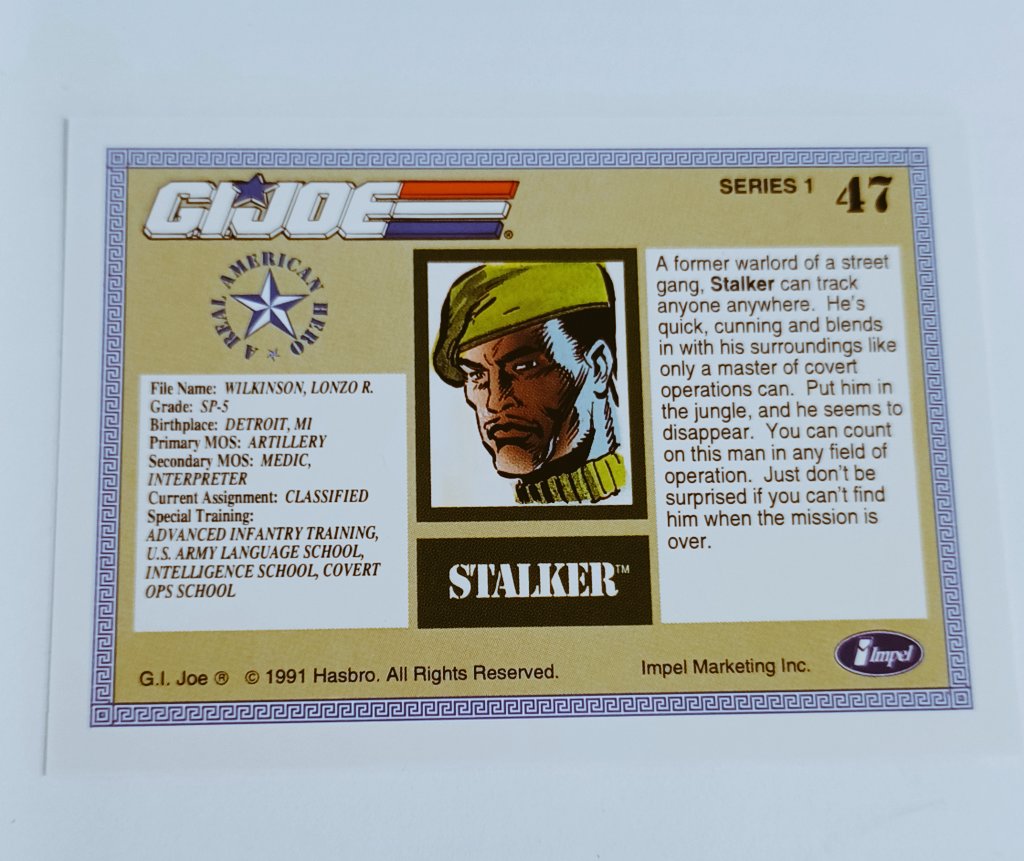 G.I. JOE ®
SERIES 1 47
A REAL AMERICAN HERO
File Name: WILKINSON, LONZO R.
Grade: SP-5
Birthplace: DETROIT, MI
Primary MOS: ARTILLERY
Secondary MOS: MEDIC,
INTERPRETER
Current Assignment: CLASSIFIED
Special Training:
ADVANCED INFANTRY TRAINING,
U.S. ARMY LANGUAGE SCHOOL,
INTELLIGENCE SCHOOL, COVERT
OPS SCHOOL
STALKER™
A former warlord of a street
gang, Stalker can track
anyone anywhere. He's
quick, cunning and blends
in with his surroundings like
only a master of covert
operations can. Put him in
the jungle, and he seems to
disappear. You can count
on this man in any field of
operation. Just don't be
surprised if you can't find
him when the mission is
over.
G.I. Joe ® © 1991 Hasbro. All Rights Reserved.
Impel Marketing Inc.
Impel